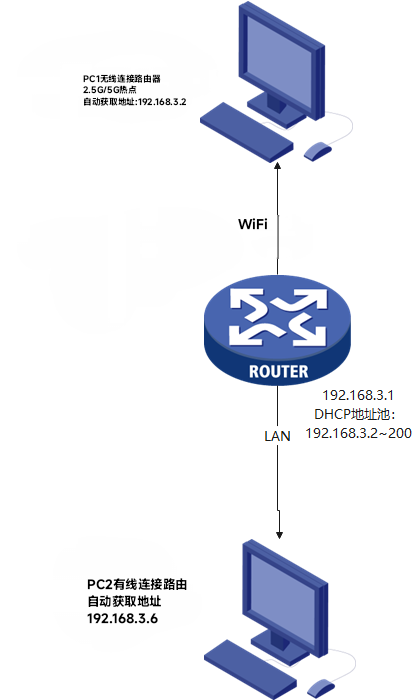 PC1无线连接路由器
2.5G/5G热点
自动获取地址:192.168.3.2
WiFi
ROUTER
192.168.3.1
DHCP地址池：
192.168.3.2~200
LAN
PC2有线连接路由
自动获取地址
192.168.3.6